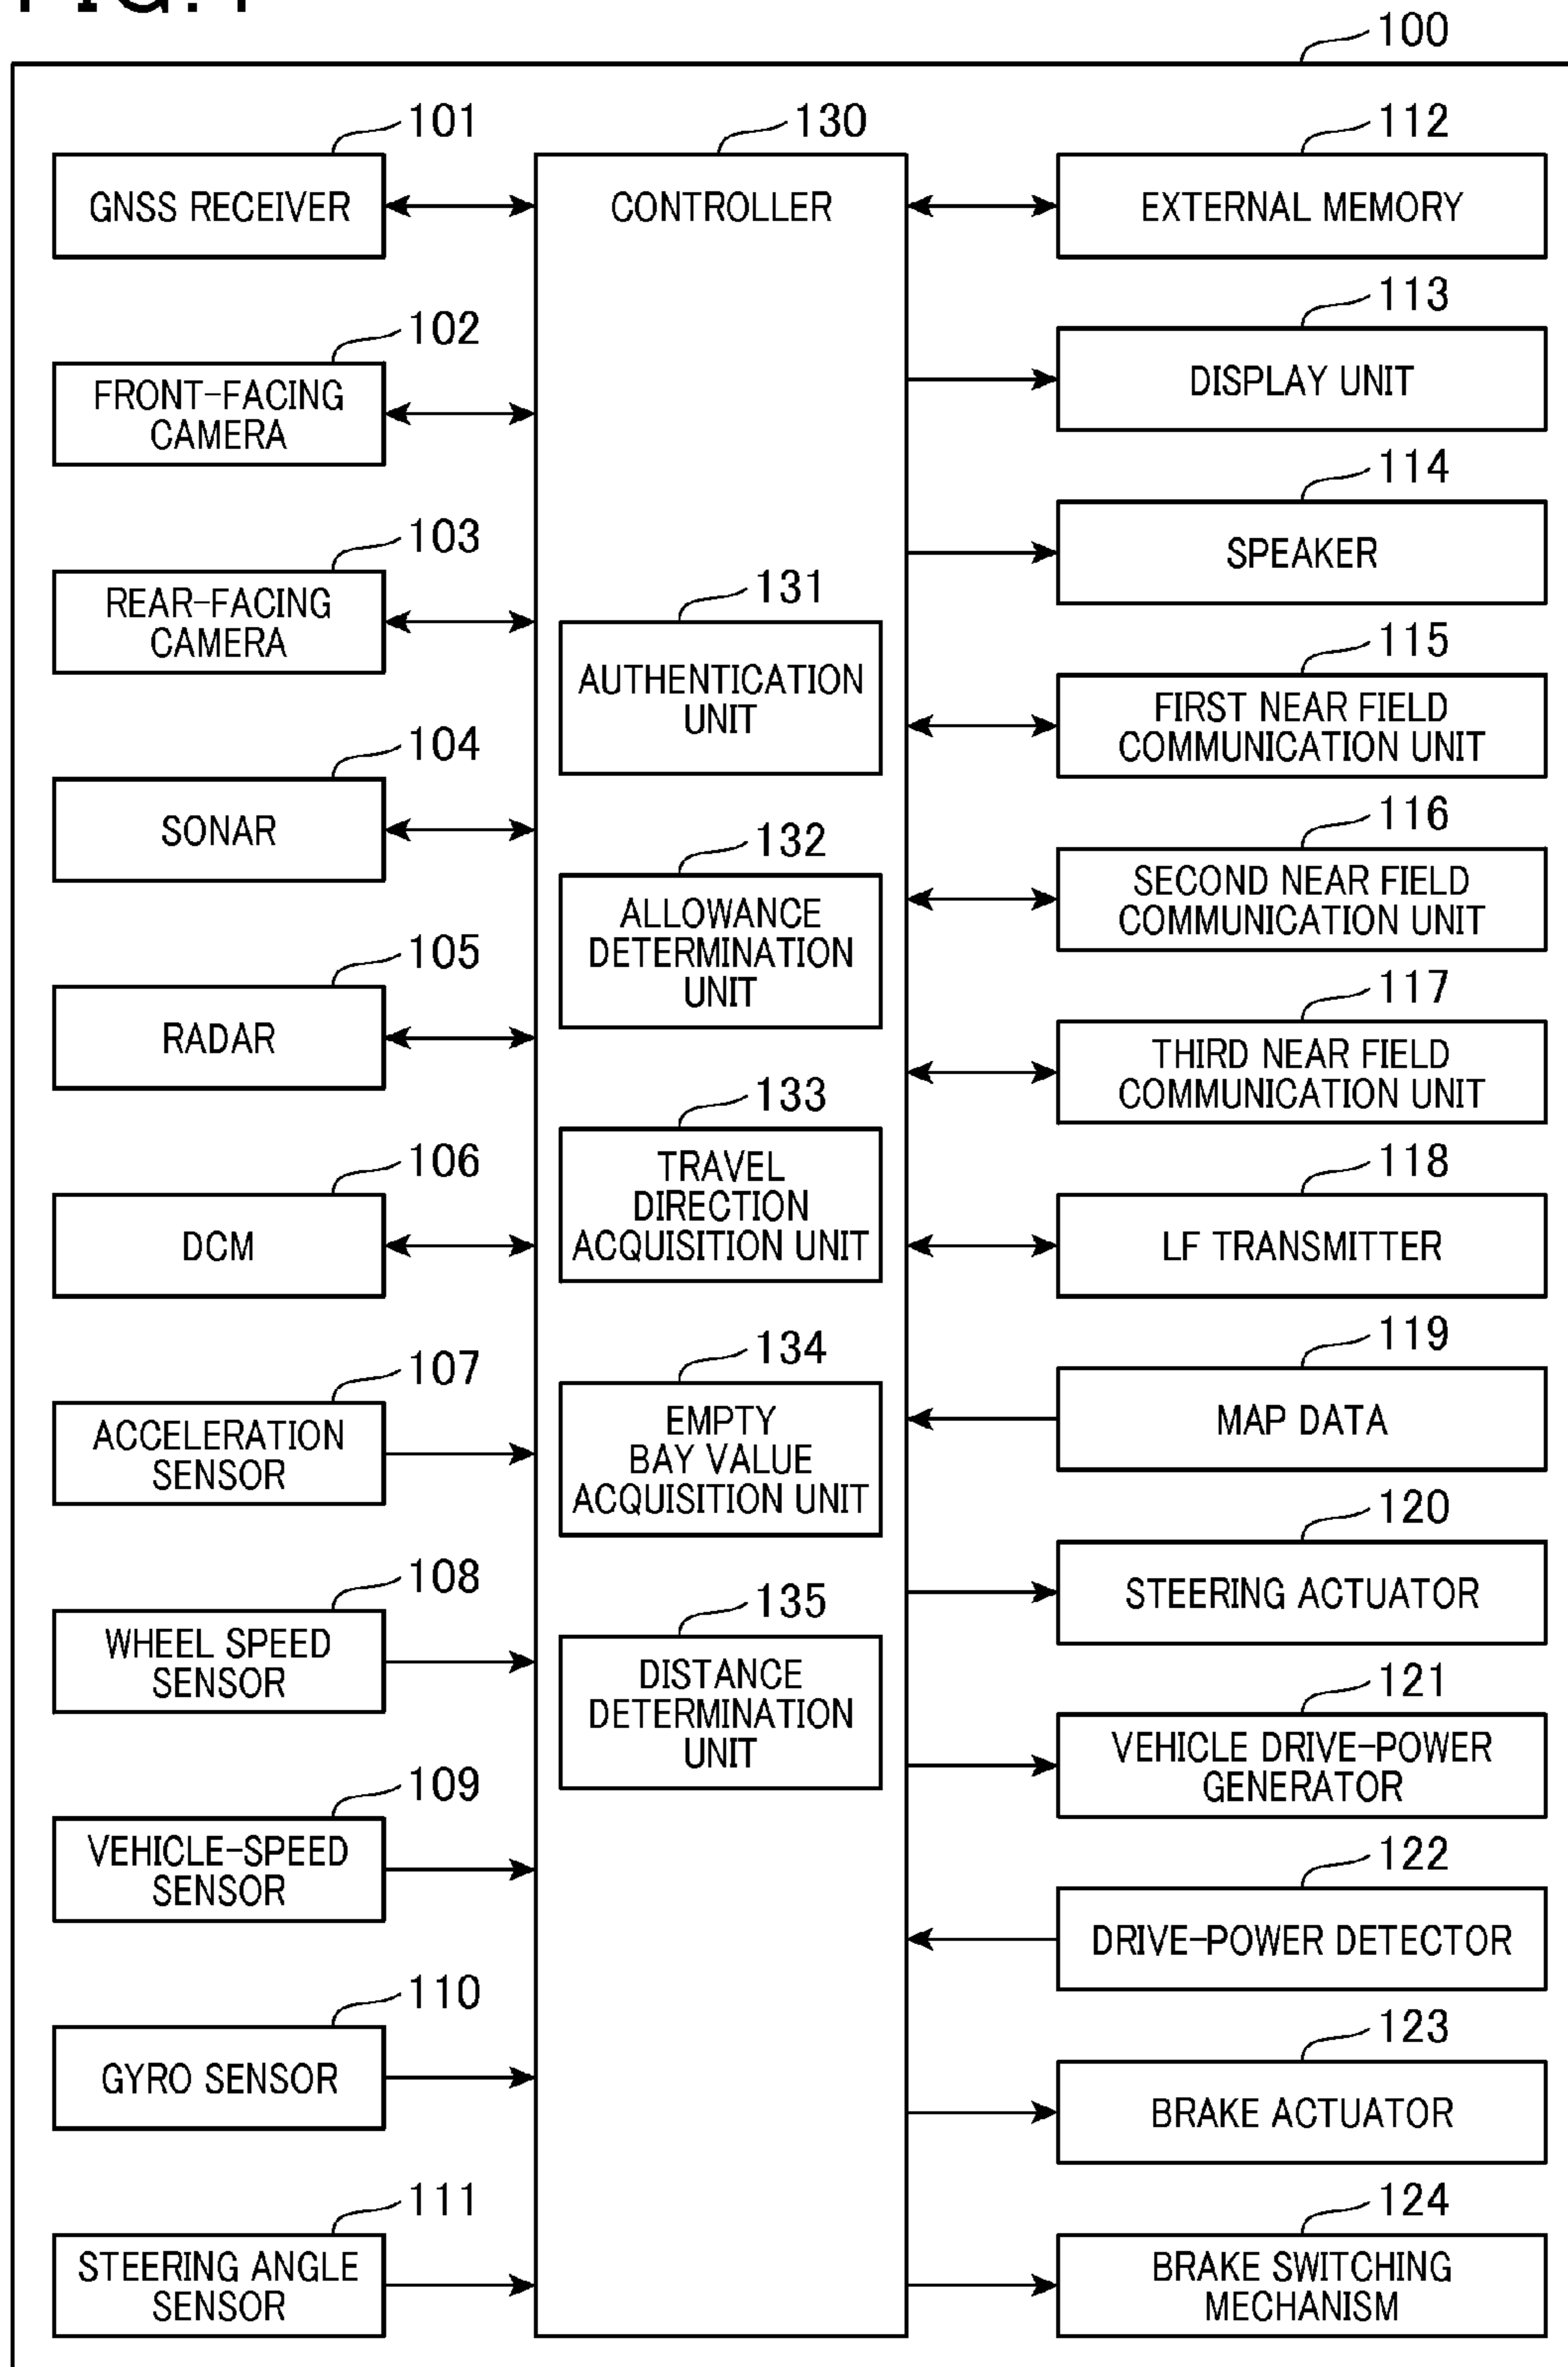 FIG.1
100
101
GNSS RECEIVER
102
FRONT-FACING
CAMERA
103
REAR-FACING
CAMERA
104
SONAR
105
RADAR
106
DCM
107
ACCELERATION
SENSOR
108
WHEEL SPEED
SENSOR
109
VEHICLE-SPEED
SENSOR
110
GYRO SENSOR
111
STEERING ANGLE
SENSOR
130
CONTROLLER
131
AUTHENTICATION
UNIT
132
ALLOWANCE
DETERMINATION
UNIT
133
TRAVEL
DIRECTION
ACQUISITION UNIT
134
EMPTY
BAY VALUE
ACQUISITION UNIT
135
DISTANCE
DETERMINATION
UNIT
112
EXTERNAL MEMORY
113
DISPLAY UNIT
114
SPEAKER
115
FIRST NEAR FIELD
COMMUNICATION UNIT
116
SECOND NEAR FIELD
COMMUNICATION UNIT
117
THIRD NEAR FIELD
COMMUNICATION UNIT
118
LF TRANSMITTER
119
MAP DATA
120
STEERING ACTUATOR
121
VEHICLE DRIVE-POWER
GENERATOR
122
DRIVE-POWER DETECTOR
123
BRAKE ACTUATOR
124
BRAKE SWITCHING
MECHANISM